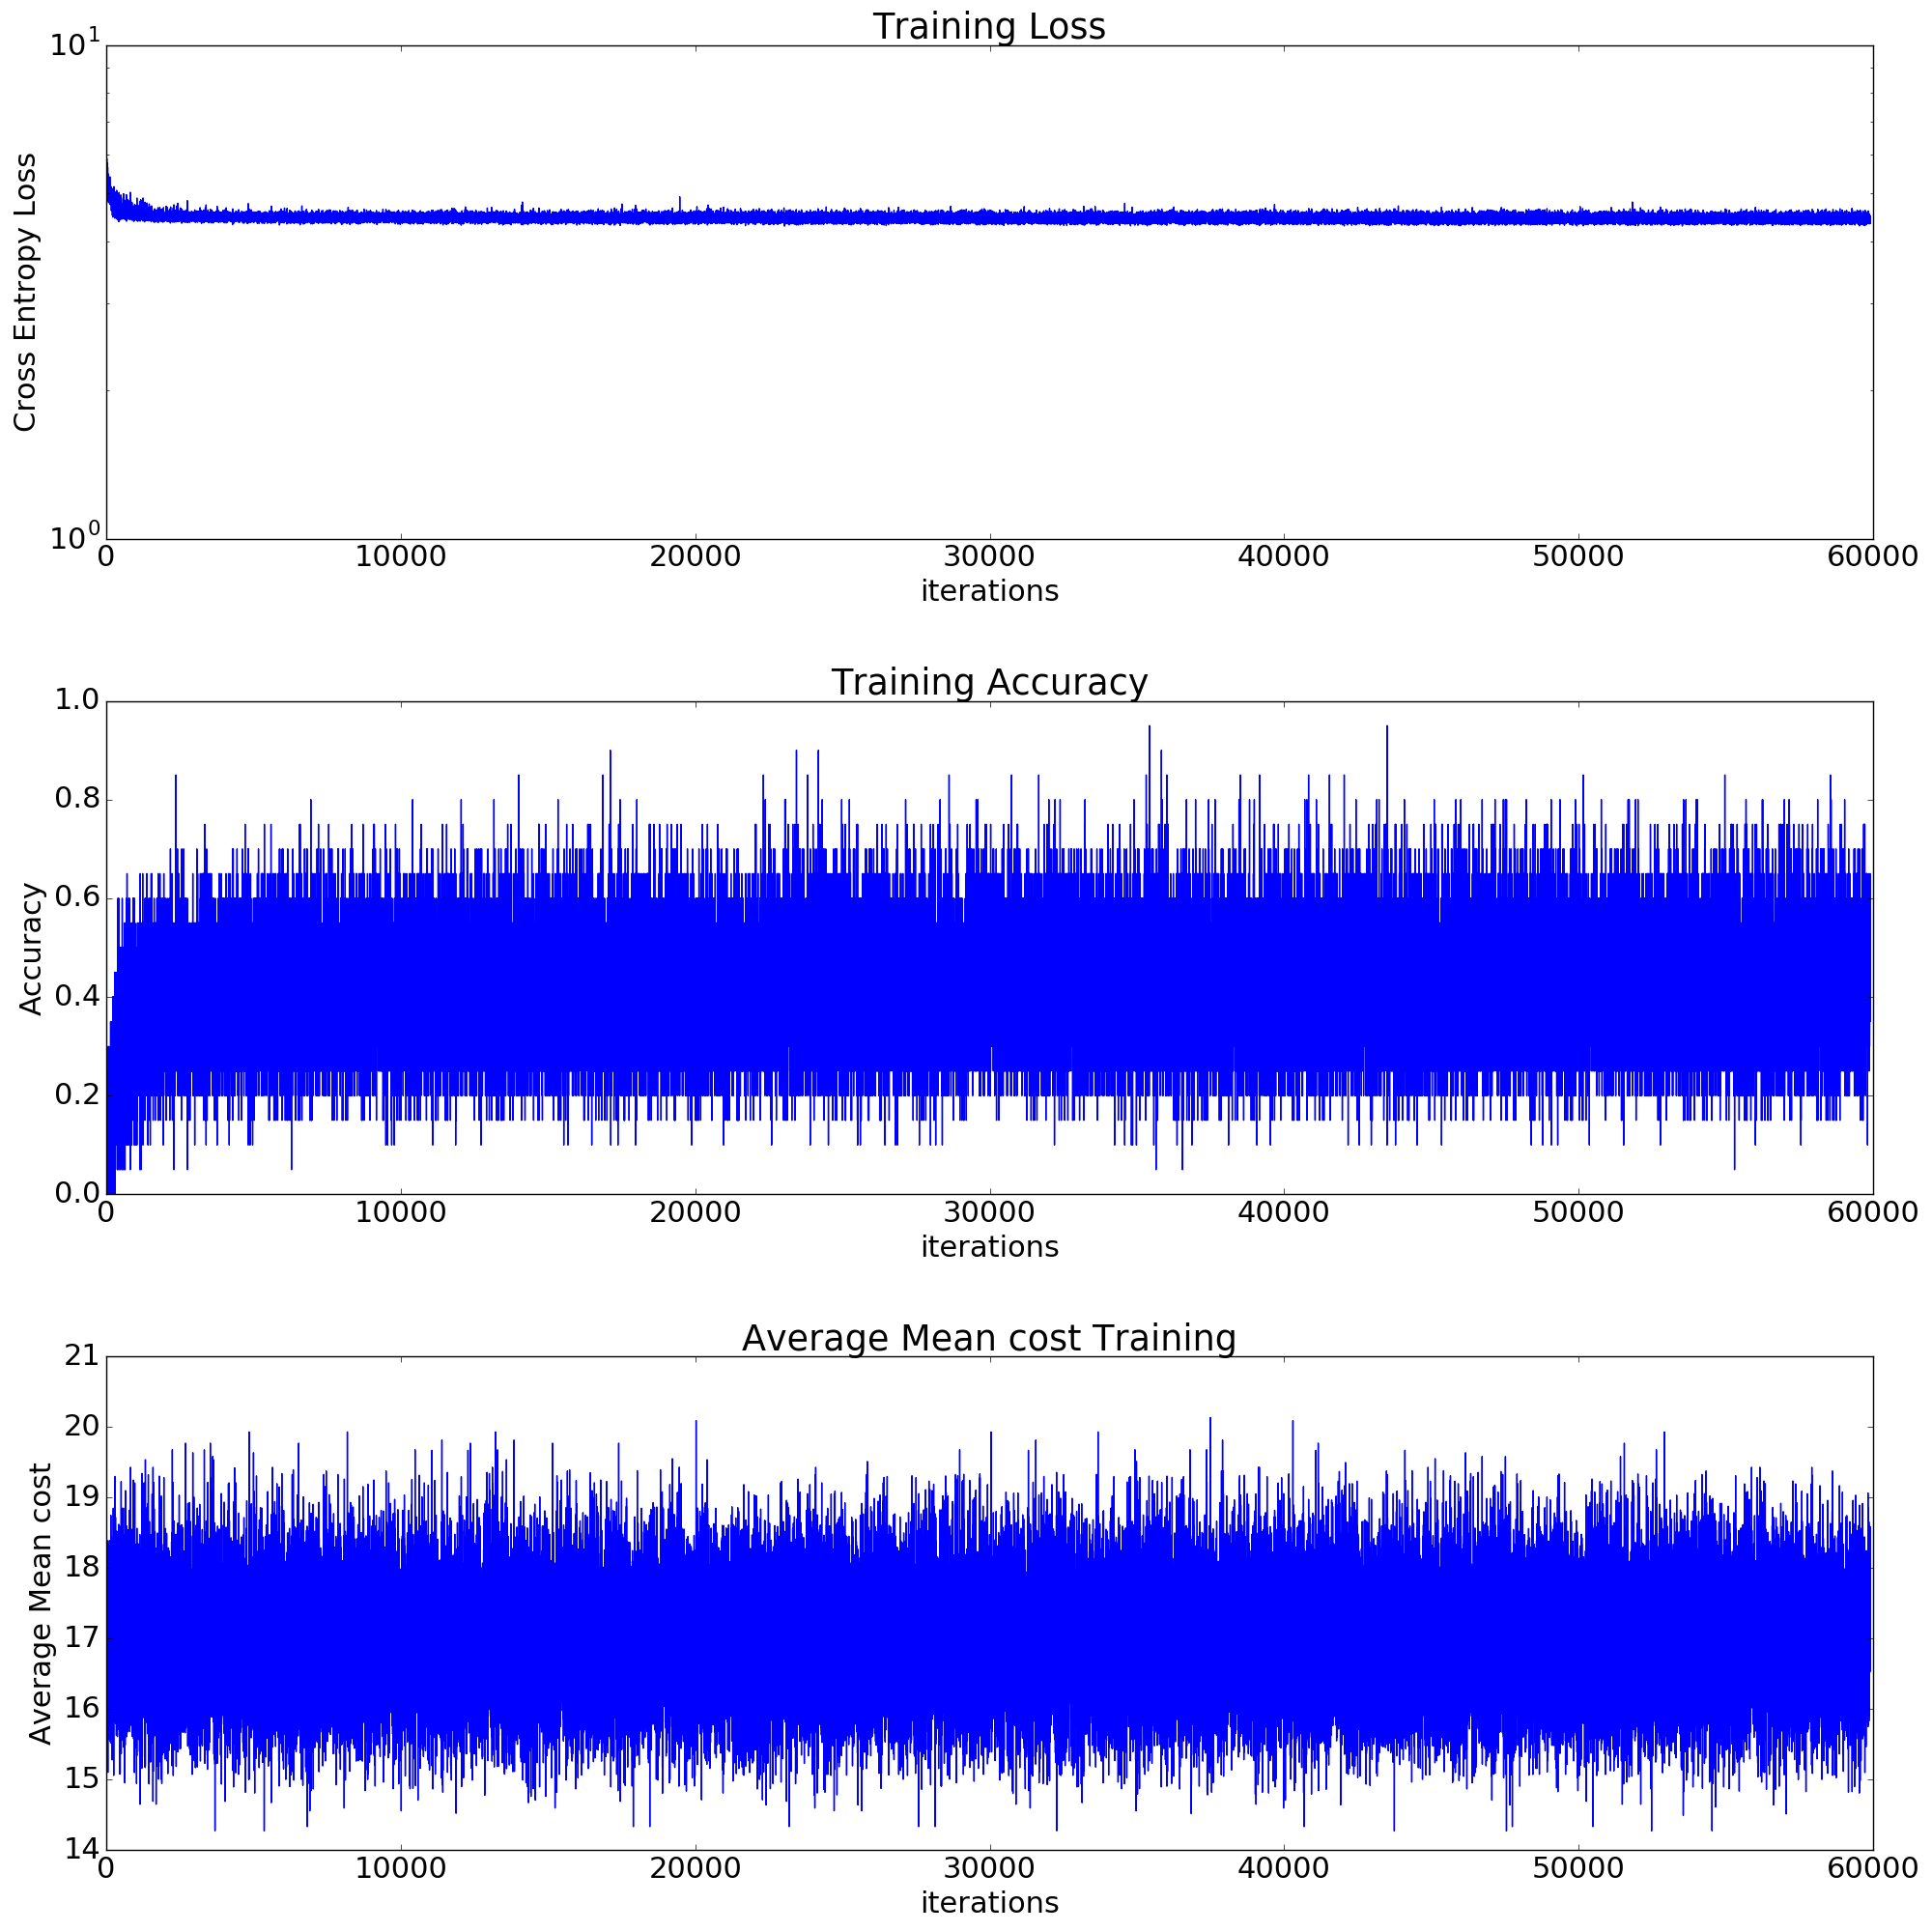 Training Loss
10^1
10^0
Cross Entropy Loss
0 10000 20000 30000 40000 50000 60000
iterations
Training Accuracy
1.0
0.8
0.6
0.4
0.2
0.0
Accuracy
0 10000 20000 30000 40000 50000 60000
iterations
Average Mean cost Training
21
20
19
18
17
16
15
14
Average Mean cost
0 10000 20000 30000 40000 50000 60000
iterations